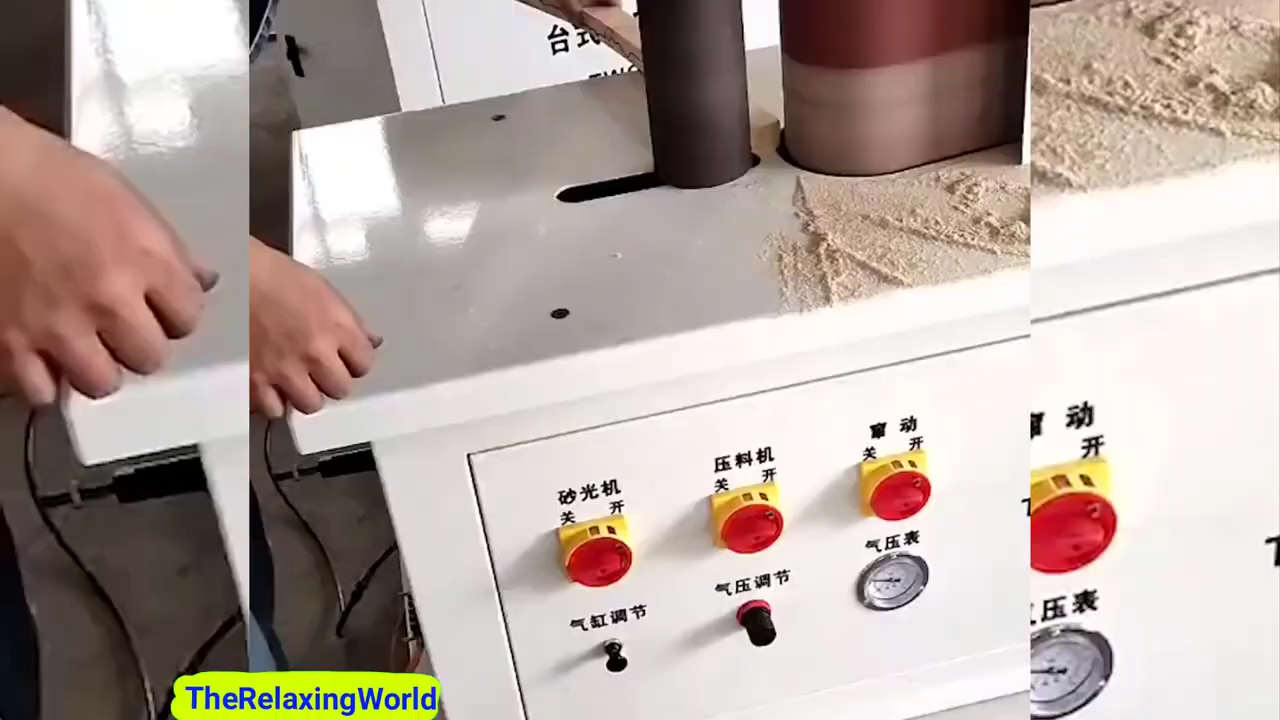 台式
砂光机
关 开
压料机
关 开
窜动
关 开
气缸调节
气压调节
气压表
动
开
压表
TheRelaxingWorld